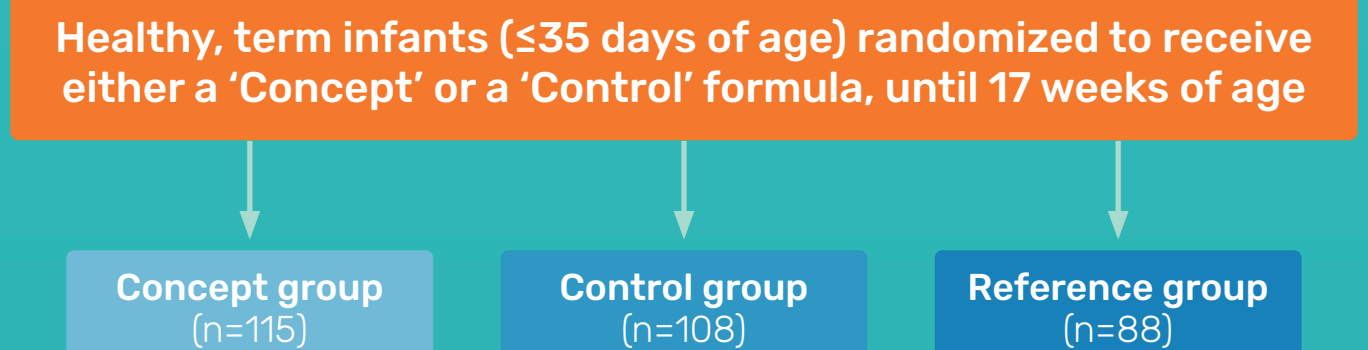 Healthy, term infants (≤35 days of age) randomized to receive
either a ‘Concept’ or a ‘Control’ formula, until 17 weeks of age
Concept group
(n=115)
Control group
(n=108)
Reference group
(n=88)